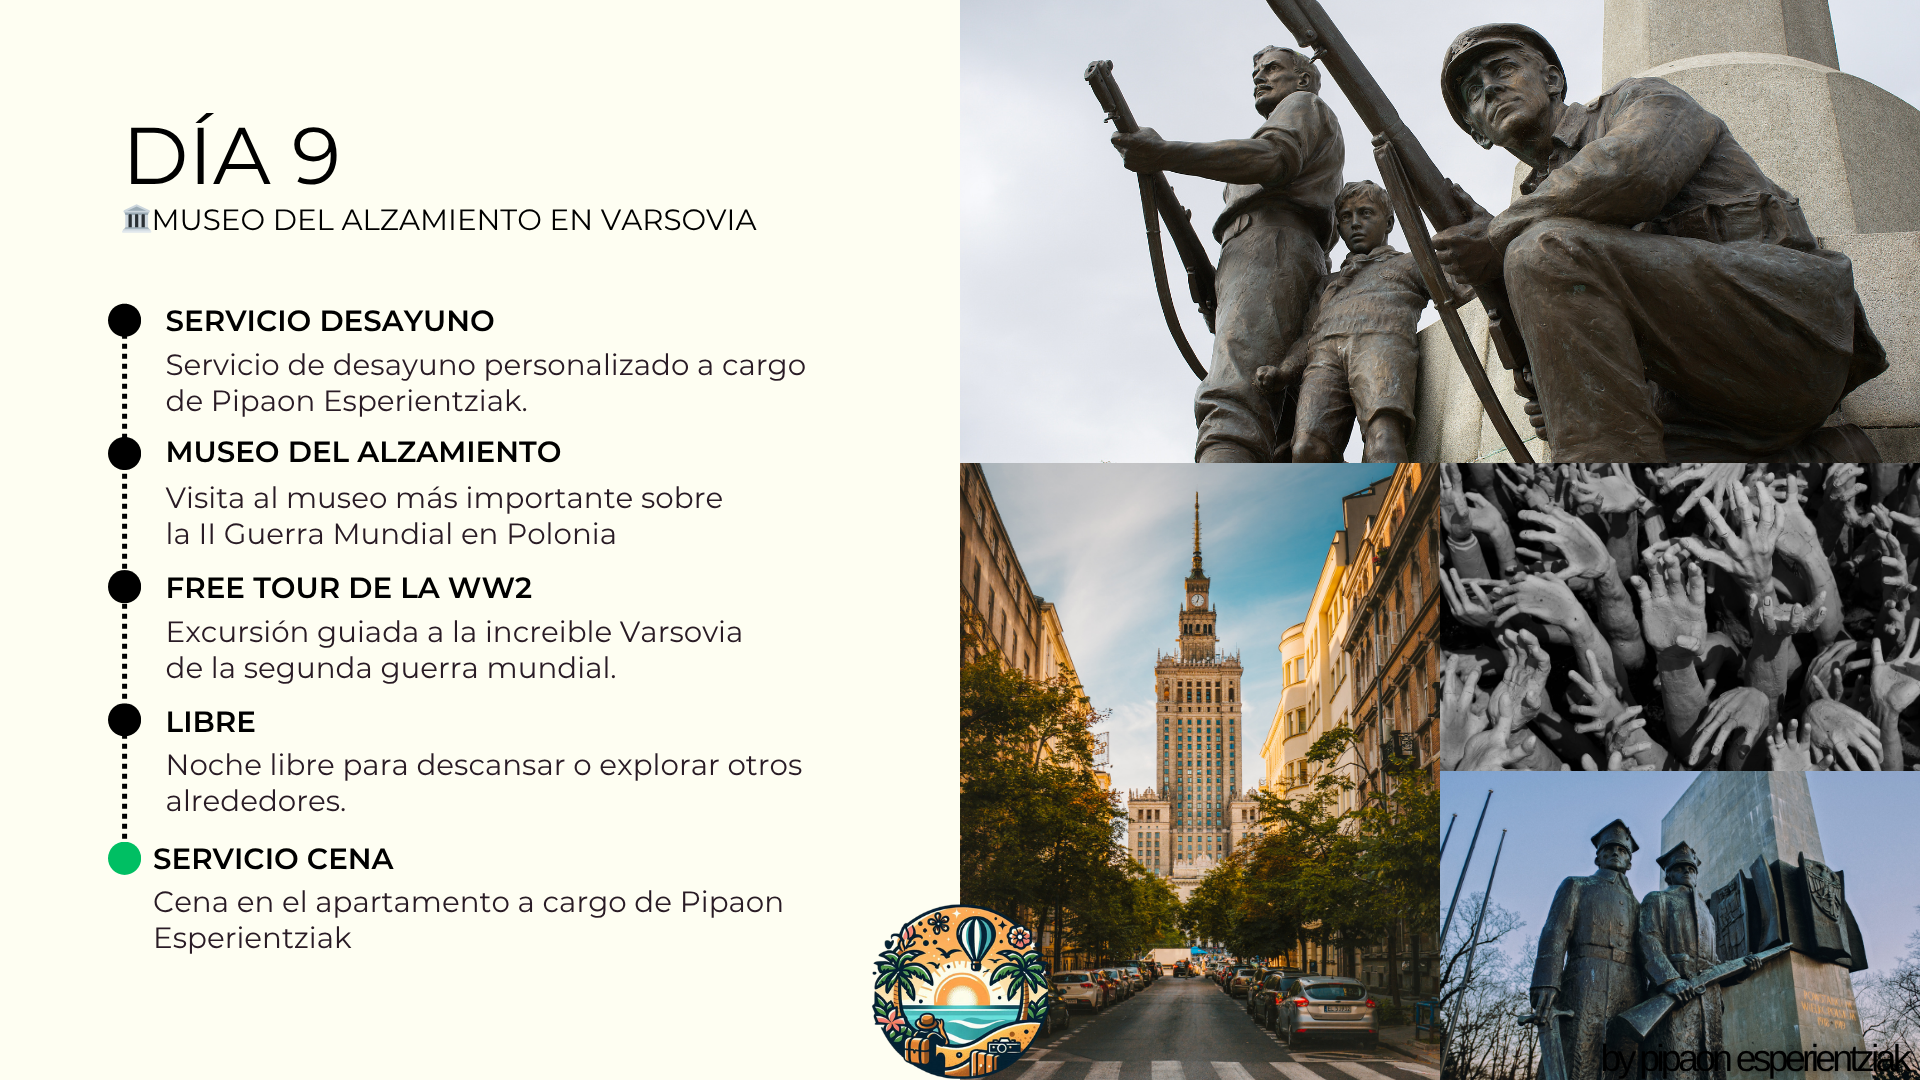 DÍA 9
🏛️MUSEO DEL ALZAMIENTO EN VARSOVIA
SERVICIO DESAYUNO
Servicio de desayuno personalizado a cargo
de Pipaon Esperientziak.
MUSEO DEL ALZAMIENTO
Visita al museo más importante sobre
la II Guerra Mundial en Polonia
FREE TOUR DE LA WW2
Excursión guiada a la increible Varsovia
de la segunda guerra mundial.
LIBRE
Noche libre para descansar o explorar otros
alrededores.
SERVICIO CENA
Cena en el apartamento a cargo de Pipaon
Esperientziak
by pipaon esperientziak